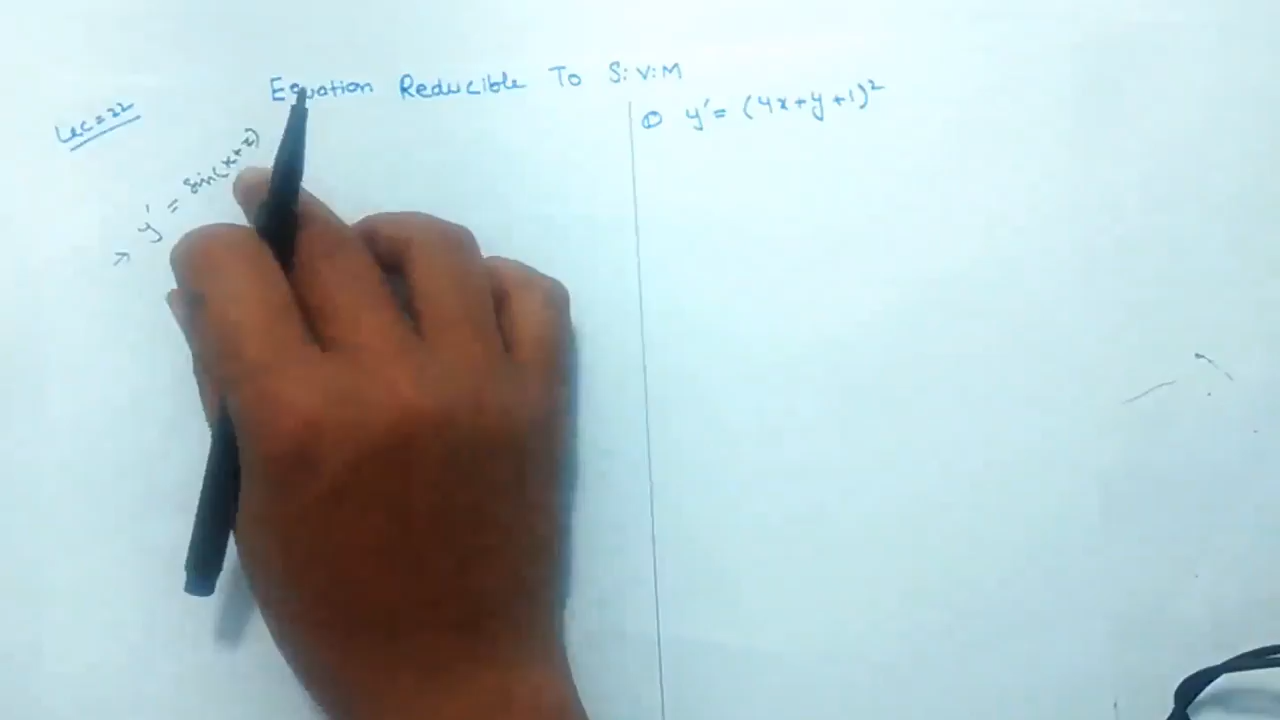 Equation Reducible To S:V:M
Lec=22
→ y' = sin(x+z)
① y' = (4x+y+1)²